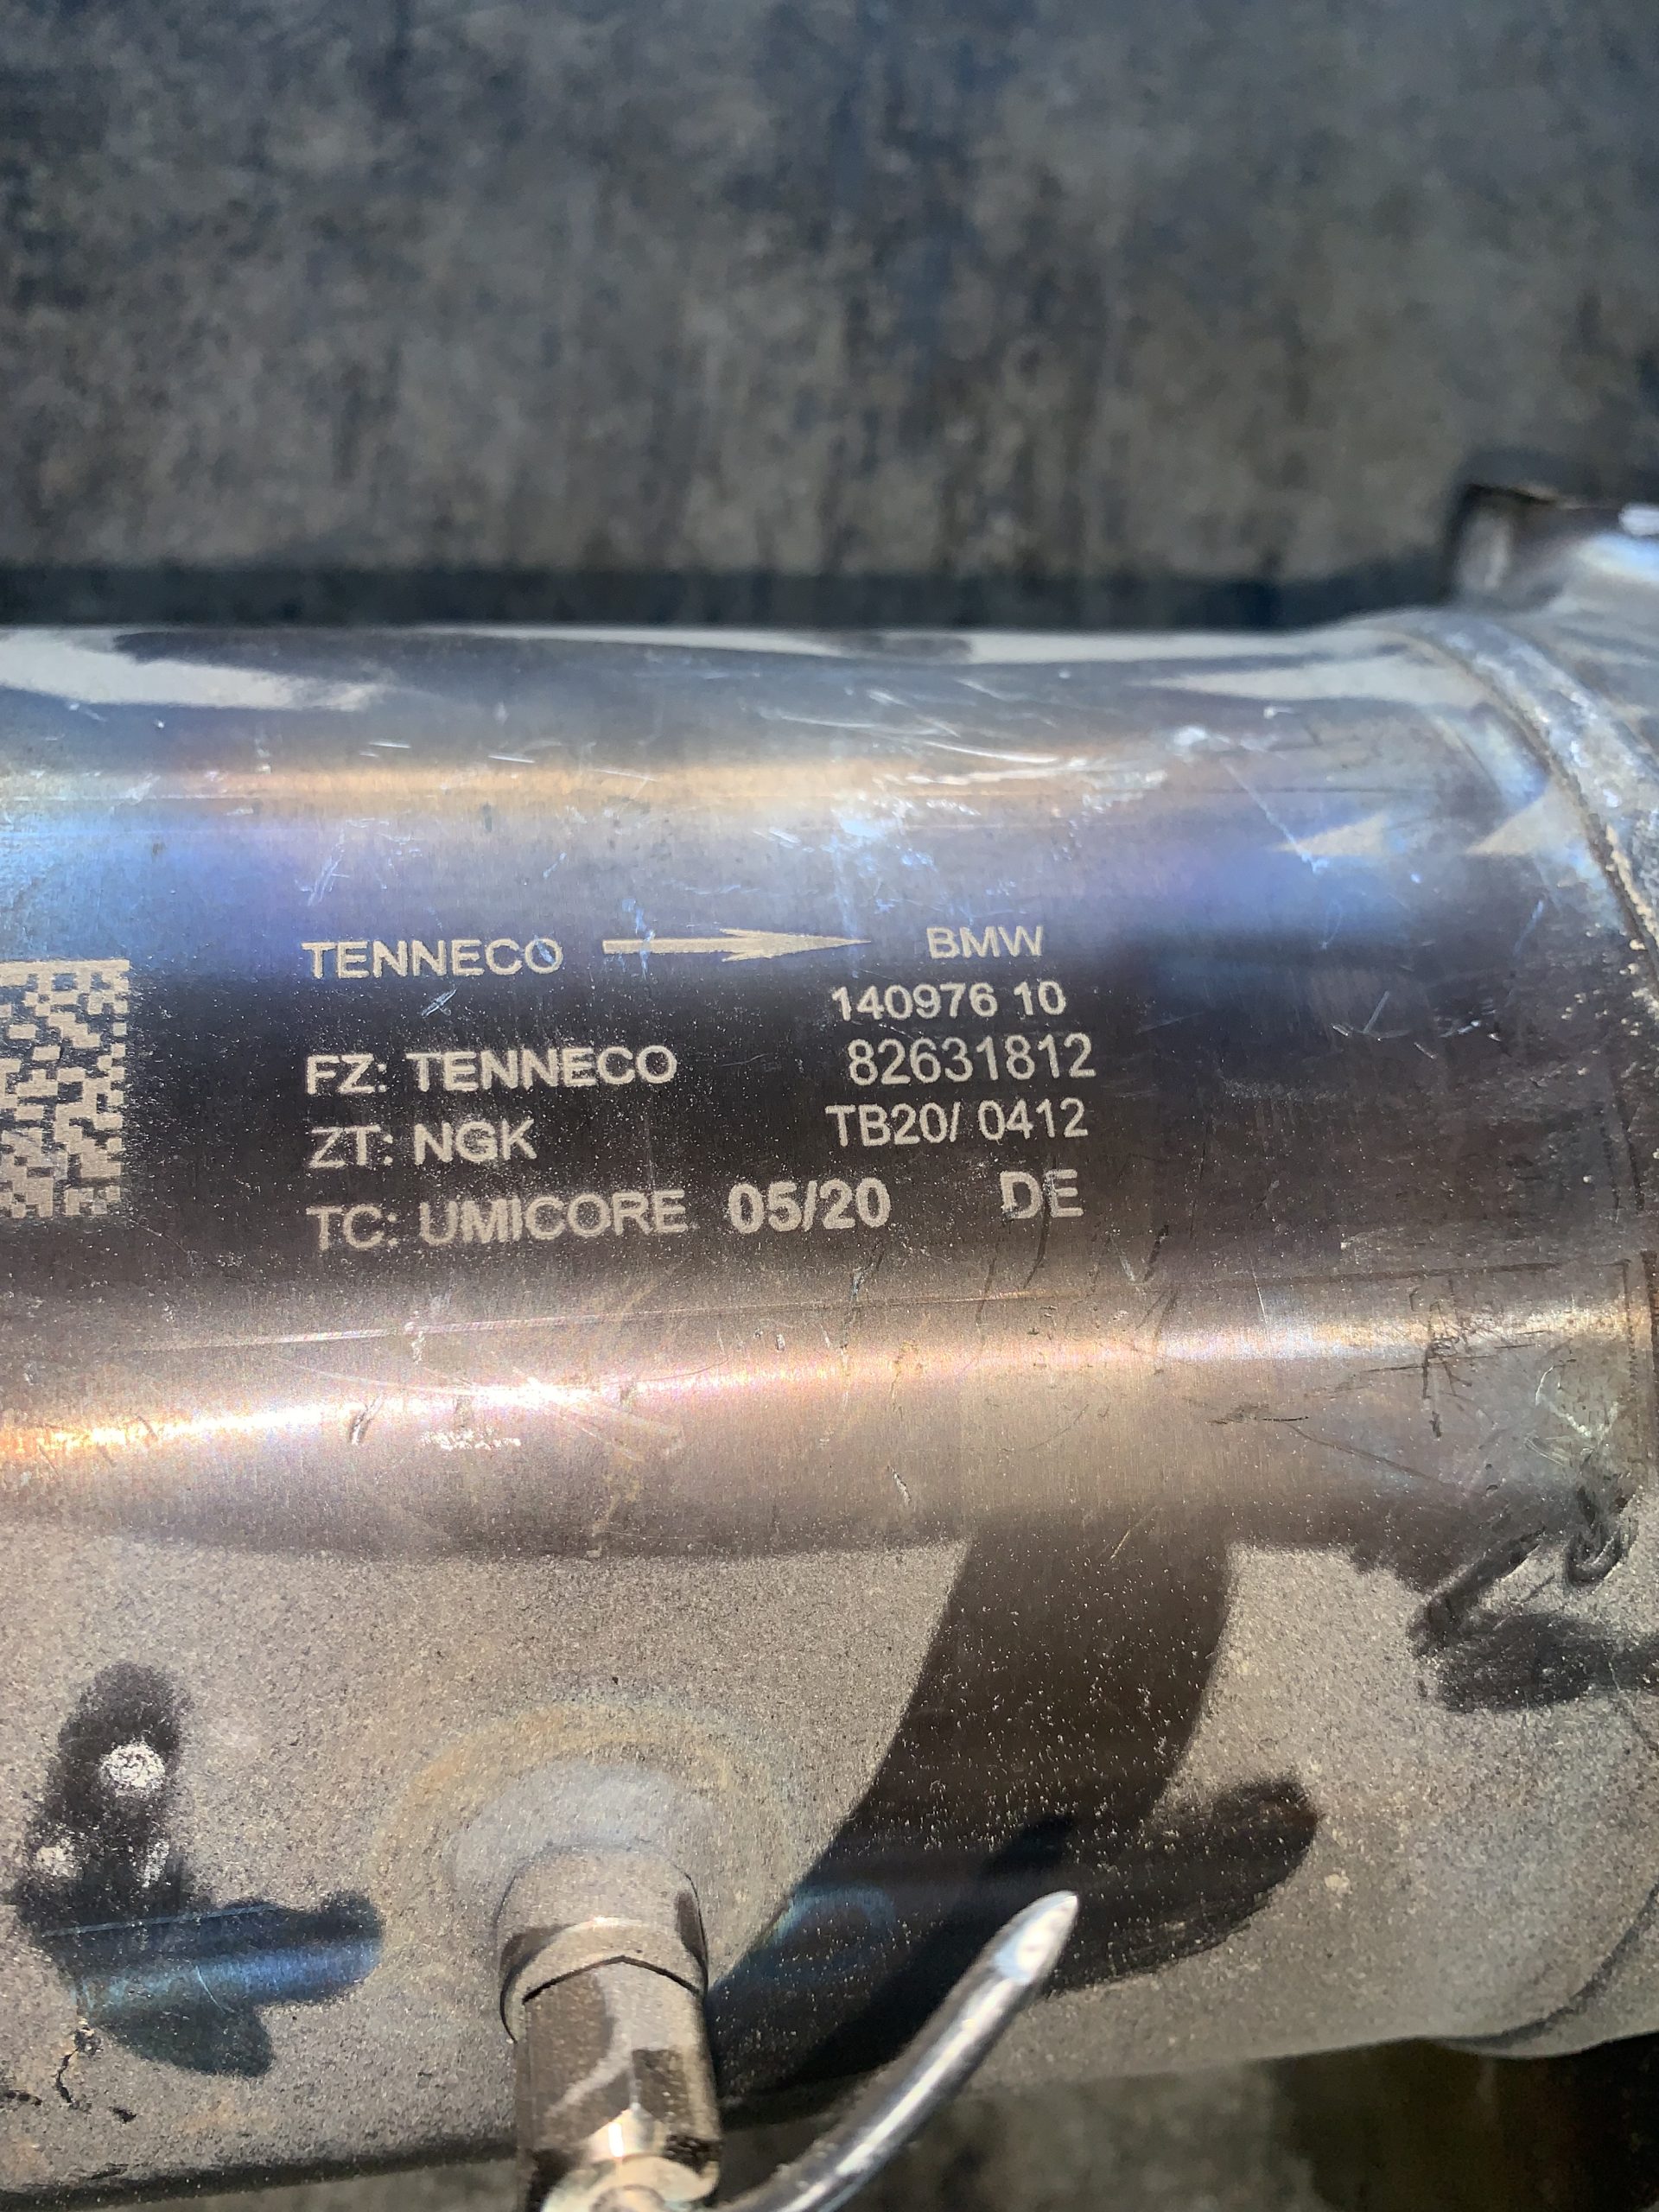 TENNECO BMW
140976 10
FZ: TENNECO 82631812
ZT: NGK TB20/ 0412
TC: UMICORE 05/20 DE